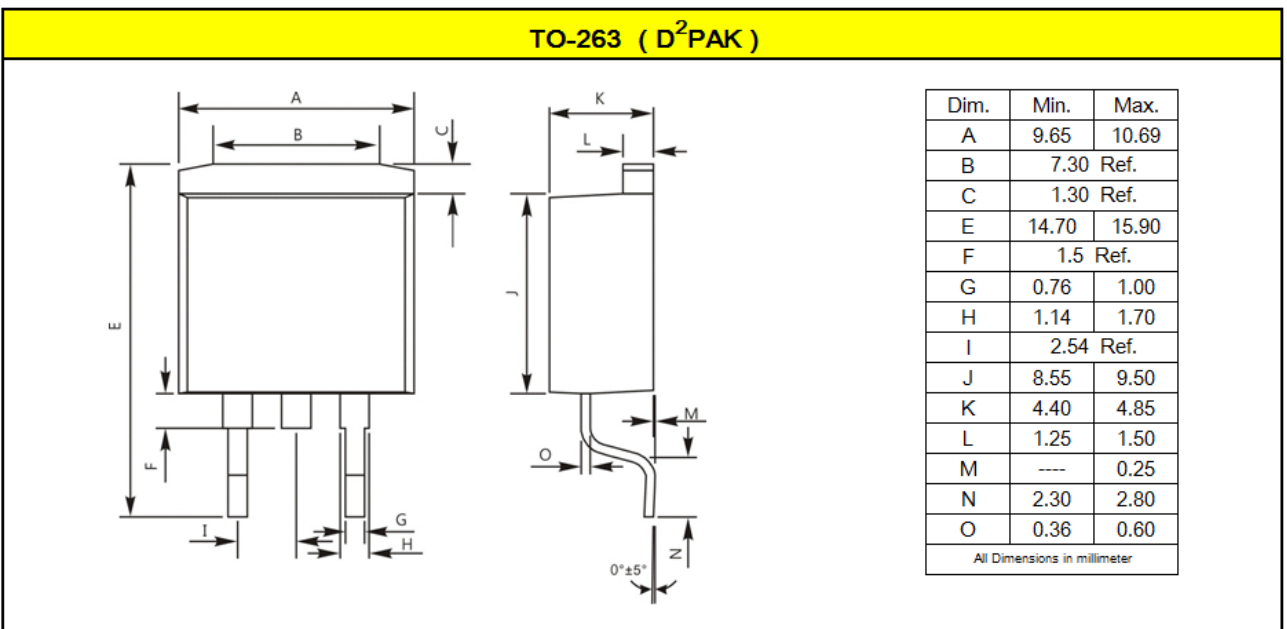 TO-263 ( D²PAK )
A
B
C
E
F
I
G
H
K
L
J
M
O
N
0°±5°
Dim. Min. Max.
A 9.65 10.69
B 7.30 Ref.
C 1.30 Ref.
E 14.70 15.90
F 1.5 Ref.
G 0.76 1.00
H 1.14 1.70
I 2.54 Ref.
J 8.55 9.50
K 4.40 4.85
L 1.25 1.50
M ---- 0.25
N 2.30 2.80
O 0.36 0.60
All Dimensions in millimeter